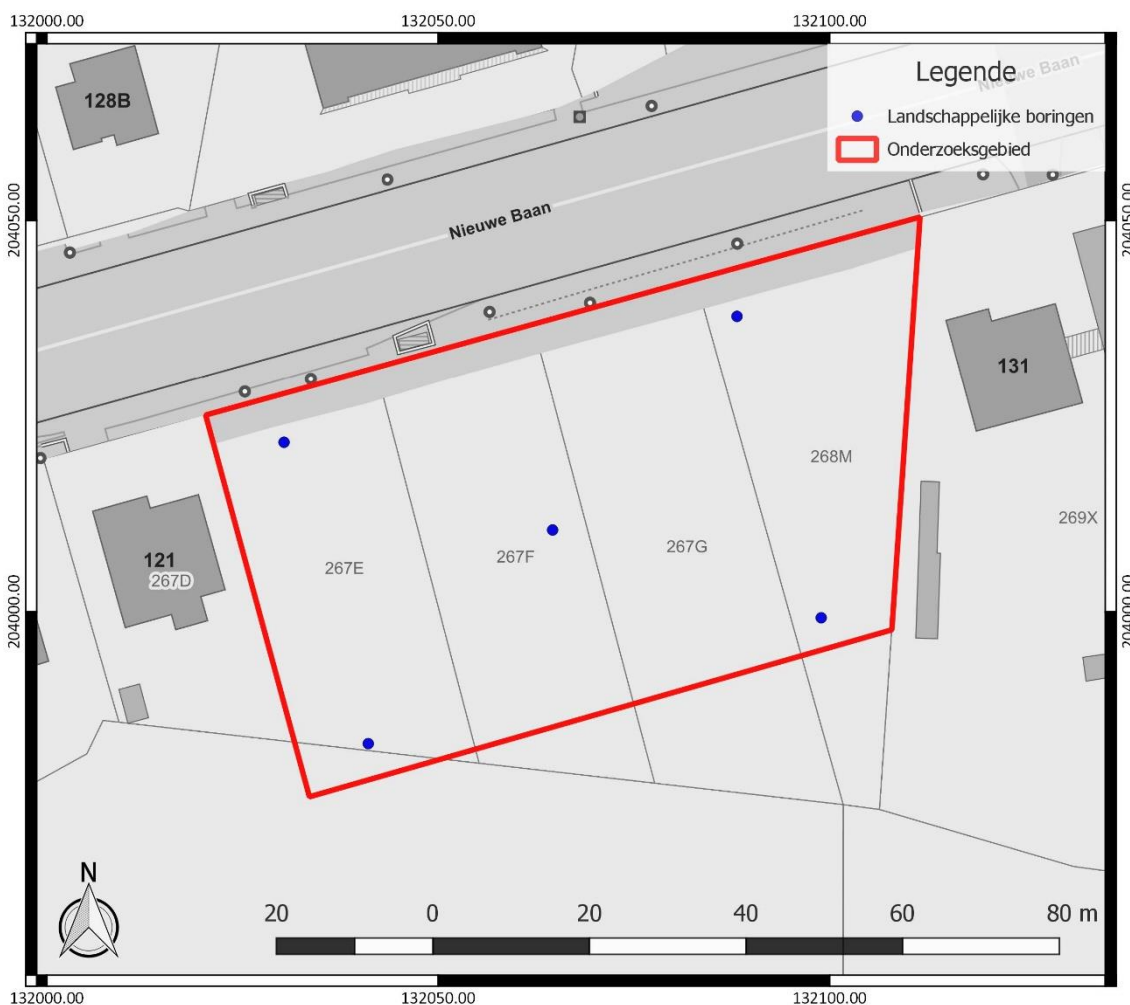 132000.00
132050.00
132100.00
Legende
Nieuwe Baan
Landschappelijke boringen
Onderzoeksgebied
128B
204050.00
204050.00
Nieuwe Baan
131
268M
269X
121
267D
267E
267F
267G
204000.00
204000.00
N
20
0
20
40
60
80 m
132000.00
132050.00
132100.00